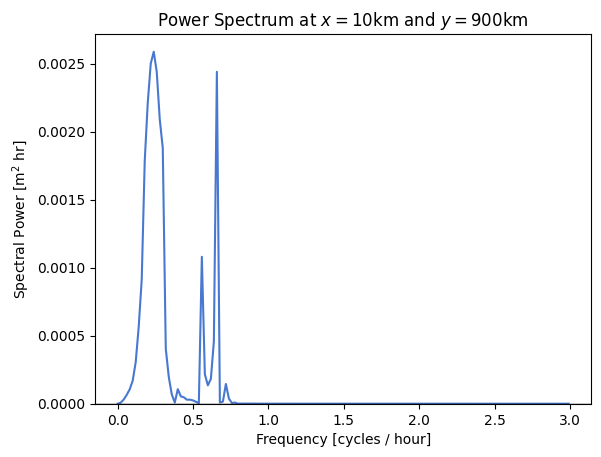 Power Spectrum at x = 10km and y = 900km
Spectral Power [m² hr]
0.0025
0.0020
0.0015
0.0010
0.0005
0.0000
0.0 0.5 1.0 1.5 2.0 2.5 3.0
Frequency [cycles / hour]